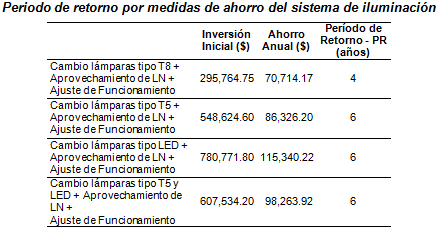 Periodo de retorno por medidas de ahorro del sistema de iluminación
Inversión Inicial ($) Ahorro Anual ($) Período de Retorno - PR (años)
Cambio lámparas tipo T8 +
Aprovechamiento de LN + 295,764.75 70,714.17 4
Ajuste de Funcionamiento
Cambio lámparas tipo T5 +
Aprovechamiento de LN + 548,624.60 86,326.20 6
Ajuste de Funcionamiento
Cambio lámparas tipo LED +
Aprovechamiento de LN + 780,771.80 115,340.22 6
Ajuste de Funcionamiento
Cambio lámparas tipo T5 y
LED + Aprovechamiento de
LN + 607,534.20 98,263.92 6
Ajuste de Funcionamiento